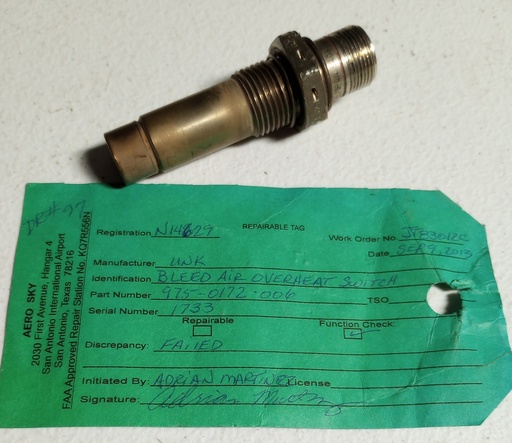 AERO SKY
2030 First Avenue, Hangar 4
San Antonio International Airport
San Antonio, Texas 78216
FAA Approved Repair Station No. KQ7R556N
REPAIRABLE TAG
Registration N14629 Work Order No.
Date SEP 9, 2013
Manufacturer UNK
Identification BLEED AIR OVERHEAT SWITCH
Part Number 975-0172-006 TSO
Serial Number 1733
Repairable Function Check:
Discrepancy: FAILED
Initiated By: ADRIAN MARTINEZ License
Signature: Adrian